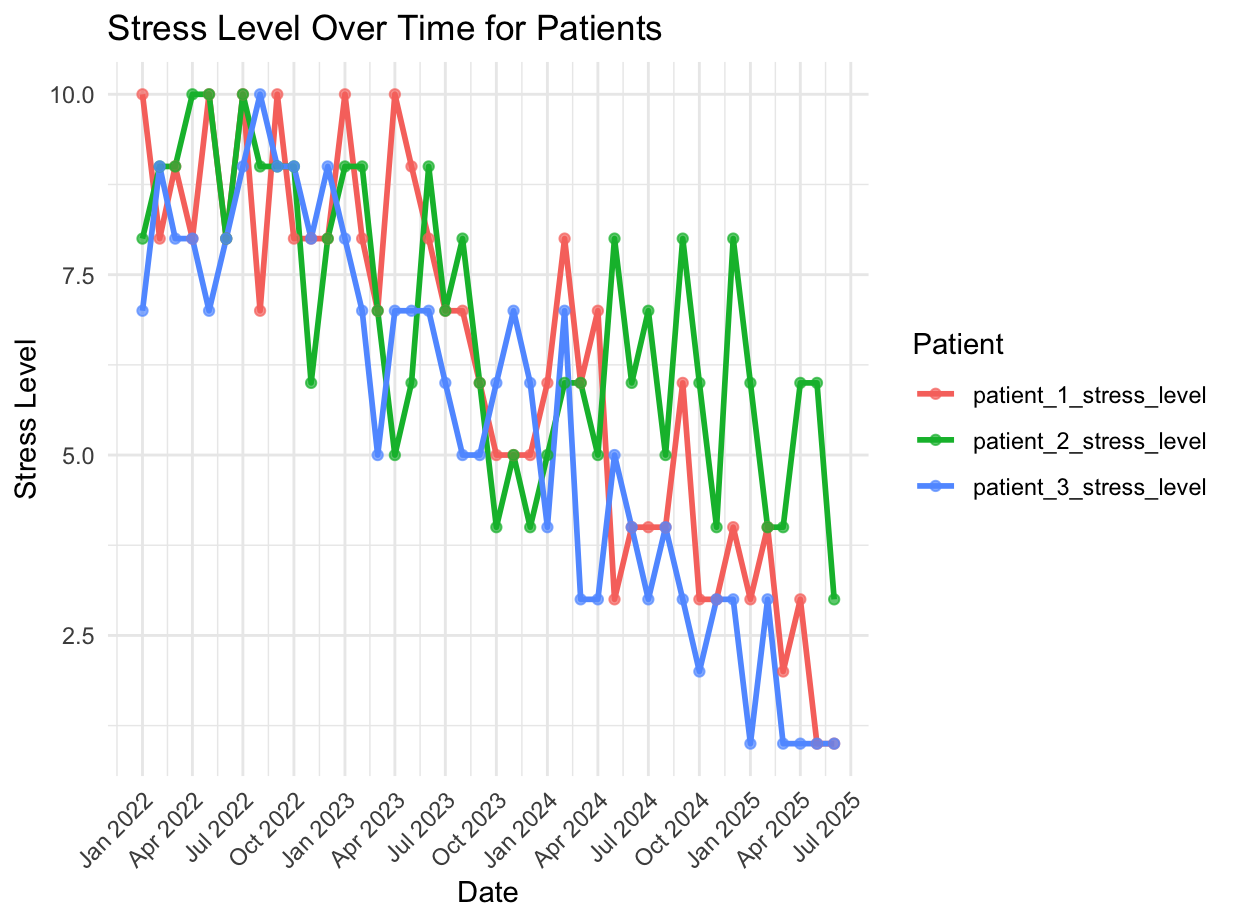 Stress Level Over Time for Patients
10.0
7.5
5.0
2.5
Stress Level
Jan 2022
Apr 2022
Jul 2022
Oct 2022
Jan 2023
Apr 2023
Jul 2023
Oct 2023
Jan 2024
Apr 2024
Jul 2024
Oct 2024
Jan 2025
Apr 2025
Jul 2025
Date
Patient
patient_1_stress_level
patient_2_stress_level
patient_3_stress_level